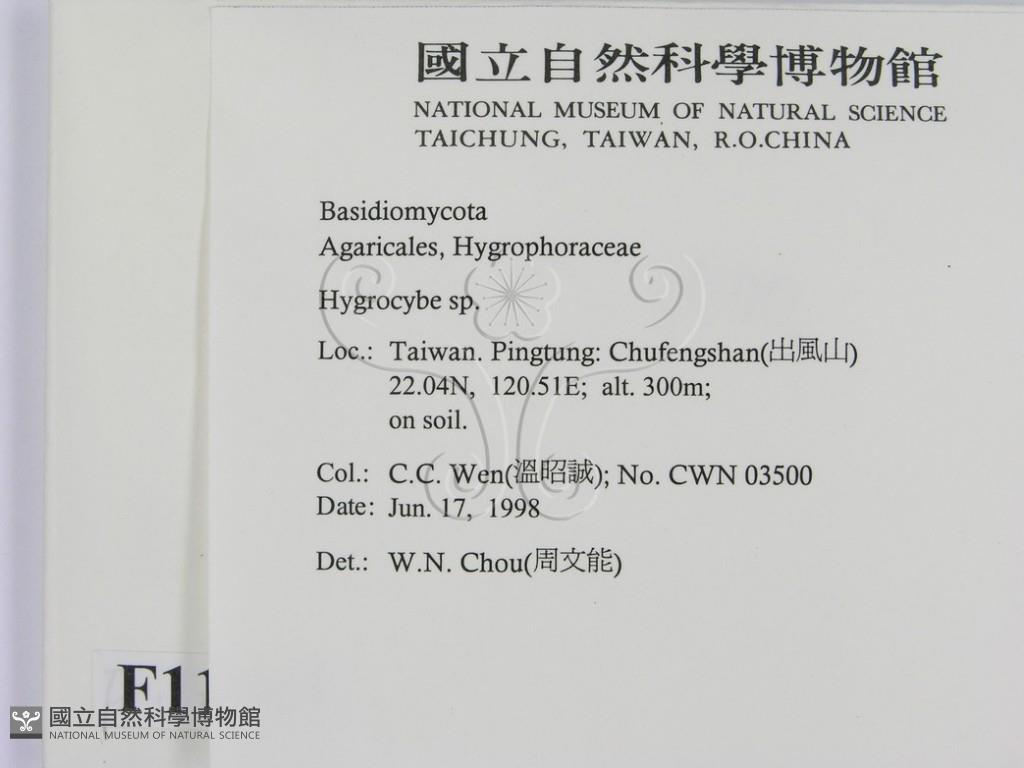 國立自然科學博物館
NATIONAL MUSEUM OF NATURAL SCIENCE
TAICHUNG, TAIWAN, R.O.CHINA
Basidiomycota
Agaricales, Hygrophoraceae
Hygrocybe sp.
Loc.: Taiwan. Pingtung: Chufengshan(出風山)
22.04N, 120.51E; alt. 300m;
on soil.
Col.: C.C. Wen(溫昭誠); No. CWN 03500
Date: Jun. 17, 1998
Det.: W.N. Chou(周文能)
F11
國立自然科學博物館
NATIONAL MUSEUM OF NATURAL SCIENCE